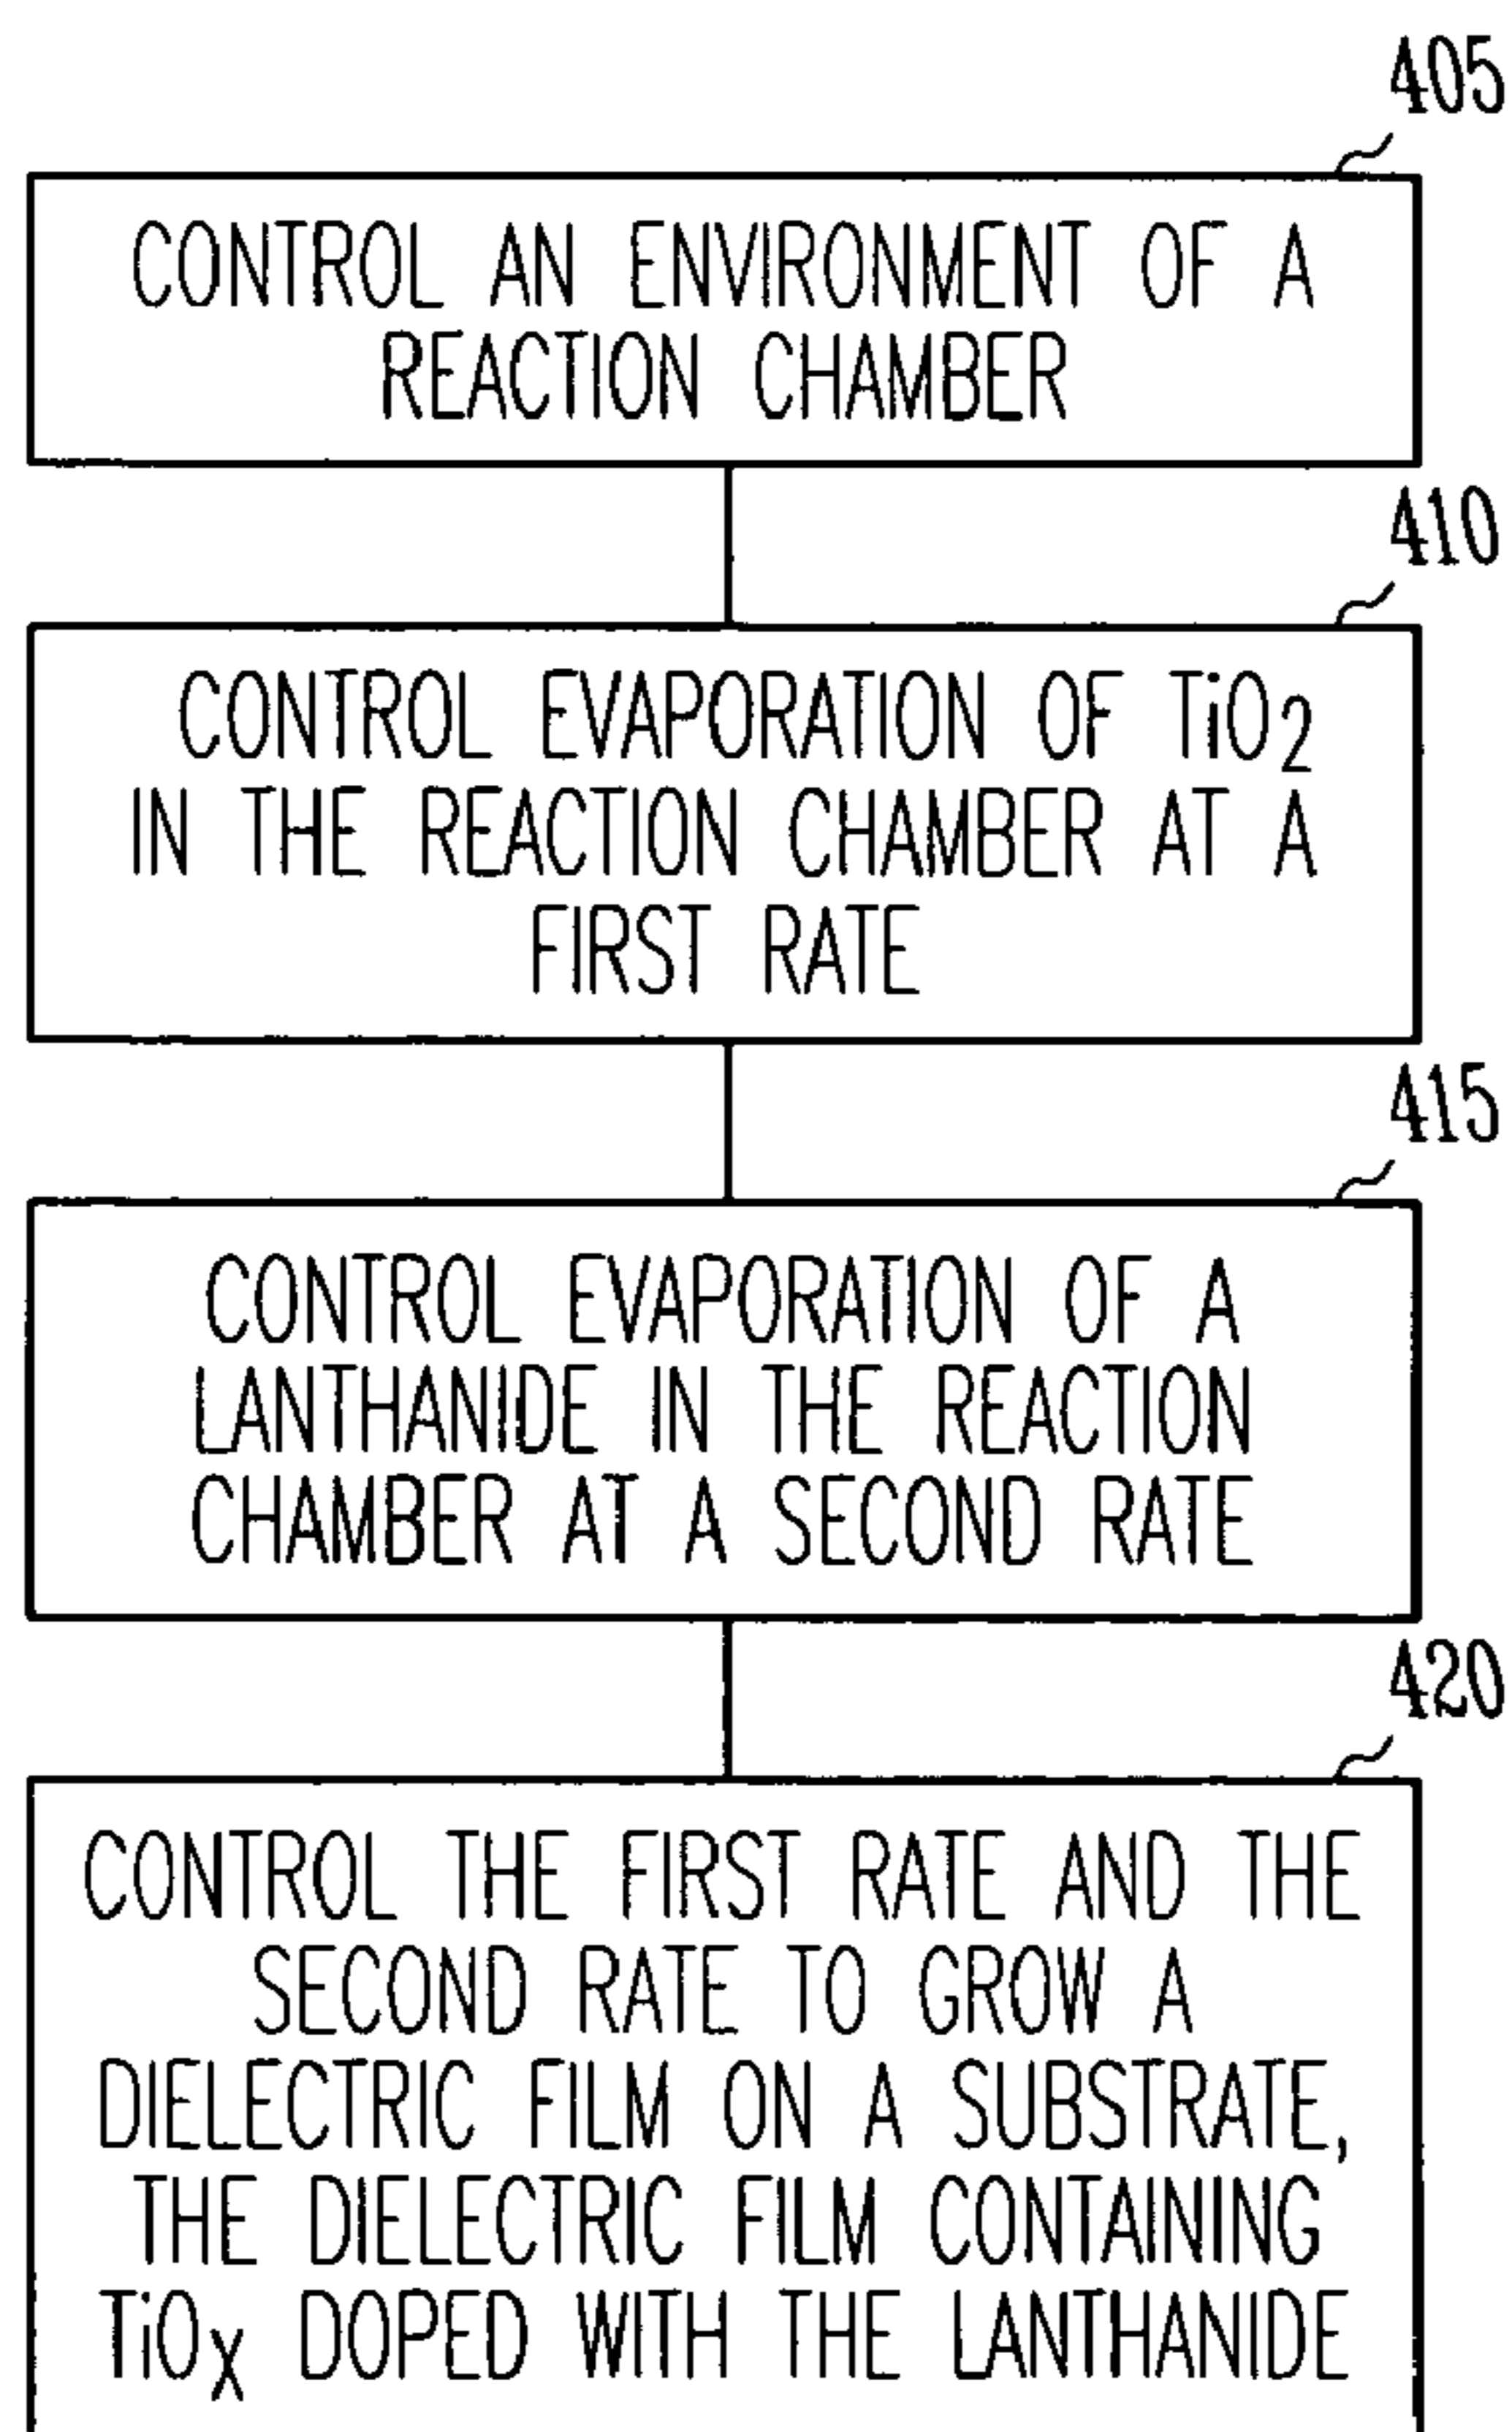 405
CONTROL AN ENVIRONMENT OF A
REACTION CHAMBER
410
CONTROL EVAPORATION OF TiO₂
IN THE REACTION CHAMBER AT A
FIRST RATE
415
CONTROL EVAPORATION OF A
LANTHANIDE IN THE REACTION
CHAMBER AT A SECOND RATE
420
CONTROL THE FIRST RATE AND THE
SECOND RATE TO GROW A
DIELECTRIC FILM ON A SUBSTRATE,
THE DIELECTRIC FILM CONTAINING
TiOₓ DOPED WITH THE LANTHANIDE